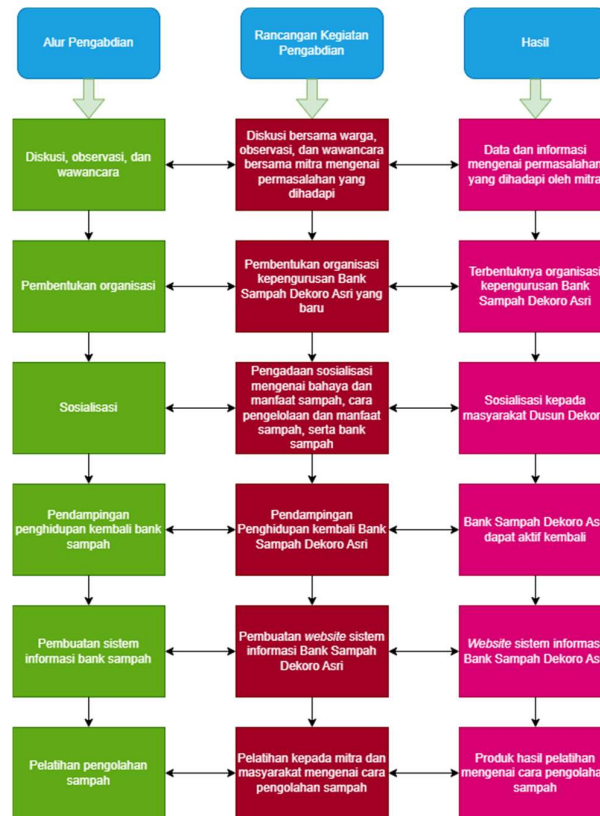 Alur Pengabdian
Rancangan Kegiatan
Pengabdian
Hasil
Diskusi, observasi, dan
wawancara
Diskusi bersama warga,
observasi, dan wawancara
bersama mitra mengenai
permasalahan yang
dihadapi
Data dan informasi
mengenai permasalahan
yang dihadapi oleh mitra
Pembentukan organisasi
Pembentukan organisasi
kepengurusan Bank
Sampah Dekoro Asri yang
baru
Terbentuknya organisasi
kepengurusan Bank
Sampah Dekoro Asri
Sosialisasi
Pengadaan sosialisasi
mengenai bahaya dan
manfaat sampah, cara
pengelolaan dan manfaat
sampah, serta bank
sampah
Sosialisasi kepada
masyarakat Dusun Dekor
Pendampingan
penghidupan kembali bank
sampah
Pendampingan
Penghidupan kembali Bank
Sampah Dekoro Asri
Bank Sampah Dekoro As
dapat aktif kembali
Pembuatan sistem
informasi bank sampah
Pembuatan website sistem
informasi Bank Sampah
Dekoro Asri
Website sistem informas
Bank Sampah Dekoro As
Pelatihan pengolahan
sampah
Pelatihan kepada mitra dan
masyarakat mengenai cara
pengolahan sampah
Produk hasil pelatihan
mengenai cara pengolaha
sampah